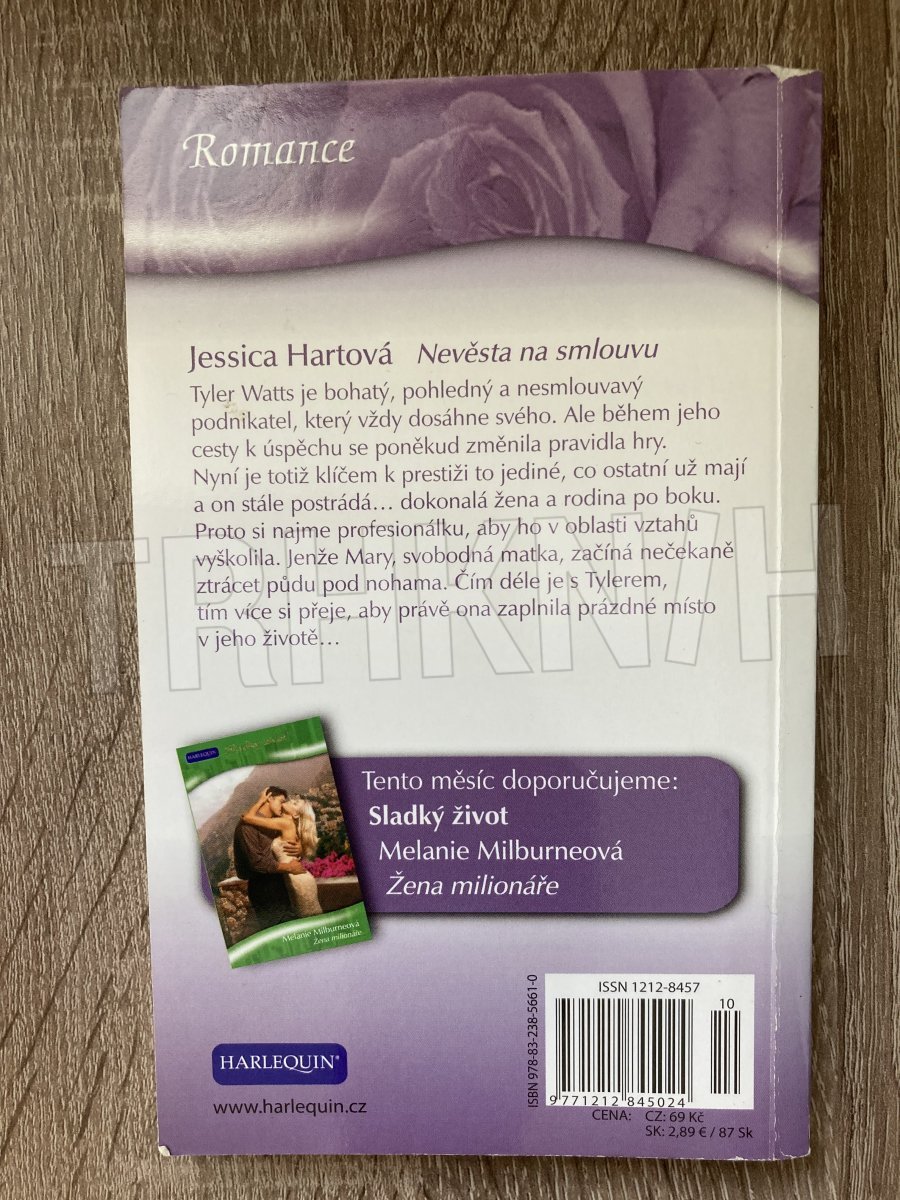 Romance
Jessica Hartová Nevěsta na smlouvu
Tyler Watts je bohatý, pohledný a nesmlouvavý
podnikatel, který vždy dosáhne svého. Ale během jeho
cesty k úspěchu se poněkud změnila pravidla hry.
Nyní je totiž klíčem k prestiži to jediné, co ostatní už mají
a on stále postrádá... dokonalá žena a rodina po boku.
Proto si najme profesionálku, aby ho v oblasti vztahů
vyškolila. Jenže Mary, svobodná matka, začíná nečekaně
ztrácet půdu pod nohama. Čím déle je s Tylerem,
tím více si přeje, aby právě ona zaplnila prázdné místo
v jeho životě...
TRHKNIH
HARLEQUIN
Melanie Milburneová
Žena milionáře
Tento měsíc doporučujeme:
Sladký život
Melanie Milburneová
Žena milionáře
HARLEQUIN®
www.harlequin.cz
ISBN 978-83-238-5661-0
ISSN 1212-8457
10
9771212 845024
CENA: CZ: 69 Kč
SK: 2,89 € / 87 Sk